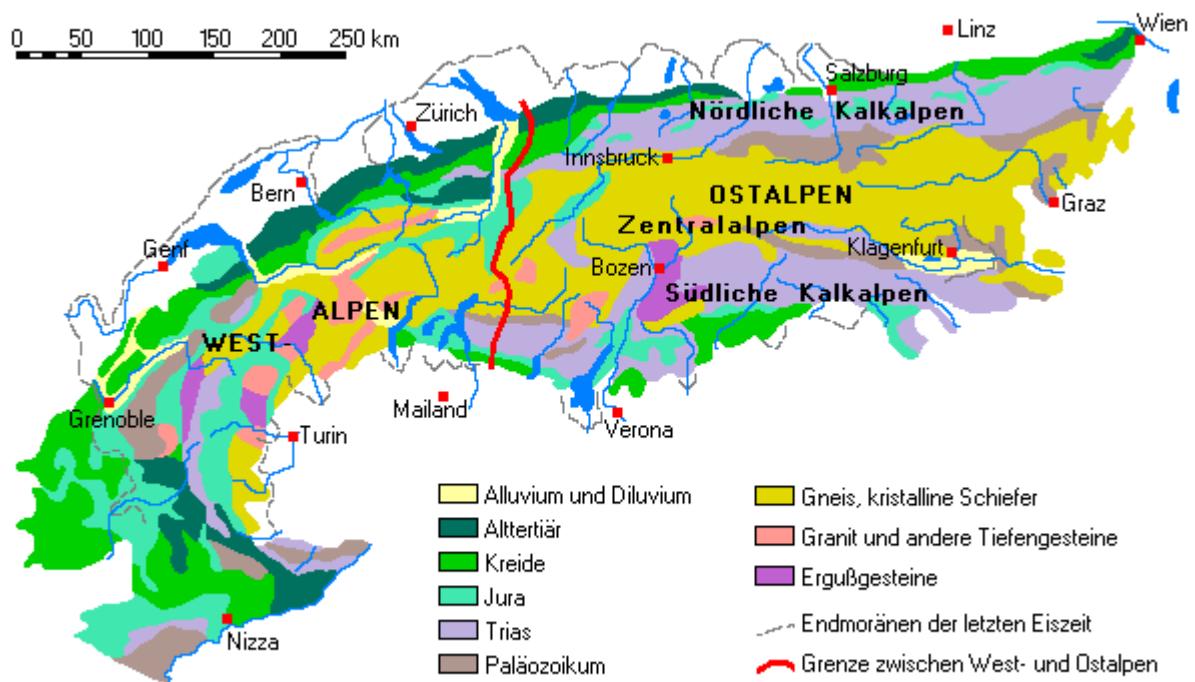 0 50 110 160 200 250 km
Linz
Wien
Salzburg
Zürich
Nördliche Kalkalpen
Innsbruck
Bern
OSTALPEN
Graz
Zentralalpen
Genf
Klagenfurt
Bozen
Südliche Kalkalpen
ALPEN
WEST-
Mailand
Grenoble
Verona
Turin
Nizza
Alluvium und Diluvium
Alttertiär
Kreide
Jura
Trias
Paläozoikum
Gneis, kristalline Schiefer
Granit und andere Tiefengesteine
Ergußgesteine
Endmoränen der letzten Eiszeit
Grenze zwischen West- und Ostalpen